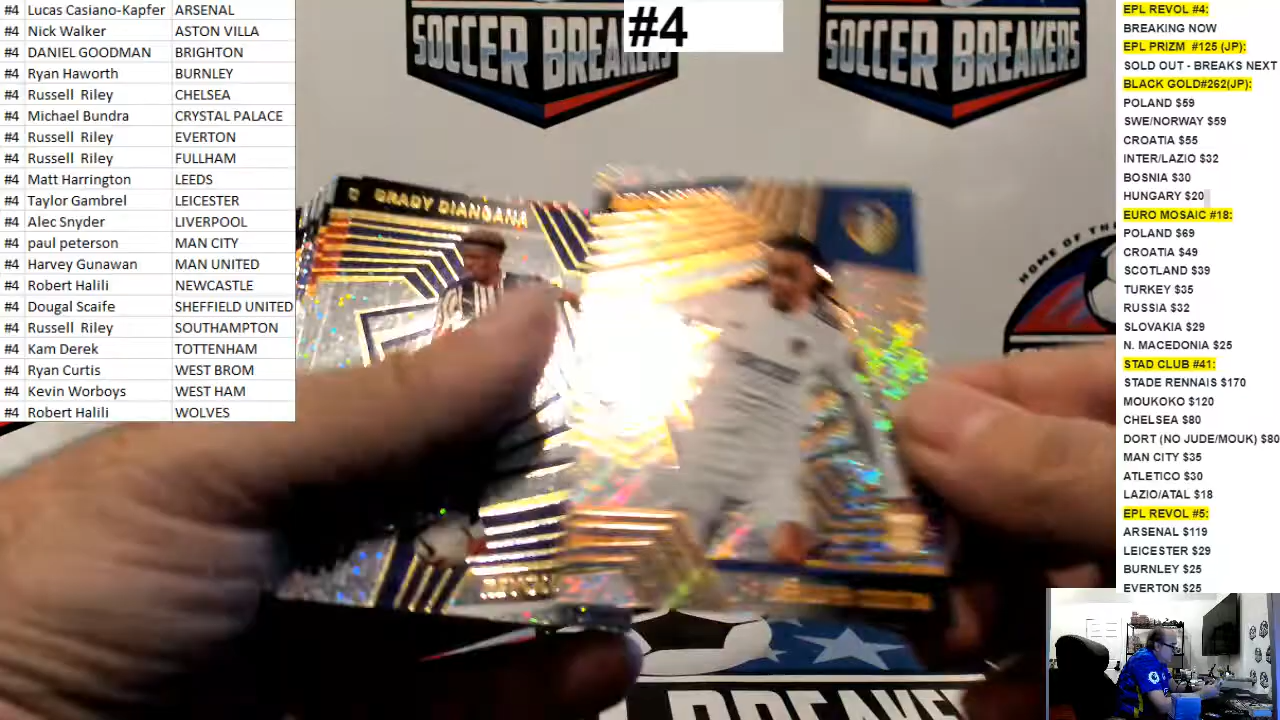 #4 Lucas Casiano-Kapfer ARSENAL
#4 Nick Walker ASTON VILLA
#4 DANIEL GOODMAN BRIGHTON
#4 Ryan Haworth BURNLEY
#4 Russell Riley CHELSEA
#4 Michael Bundra CRYSTAL PALACE
#4 Russell Riley EVERTON
#4 Russell Riley FULLHAM
#4 Matt Harrington LEEDS
#4 Taylor Gambrel LEICESTER
#4 Alec Snyder LIVERPOOL
#4 paul peterson MAN CITY
#4 Harvey Gunawan MAN UNITED
#4 Robert Halili NEWCASTLE
#4 Dougal Scaife SHEFFIELD UNITED
#4 Russell Riley SOUTHAMPTON
#4 Kam Derek TOTTENHAM
#4 Ryan Curtis WEST BROM
#4 Kevin Worboys WEST HAM
#4 Robert Halili WOLVES
#4
SOCCER BREAKERS
SOCCER BREAKERS
GRADY DIANGANA
HOME OF THE
BREAKER
EPL REVOL #4:
BREAKING NOW
EPL PRIZM #125 (JP):
SOLD OUT - BREAKS NEXT
BLACK GOLD#262(JP):
POLAND $59
SWE/NORWAY $59
CROATIA $55
INTER/LAZIO $32
BOSNIA $30
HUNGARY $20
EURO MOSAIC #18:
POLAND $69
CROATIA $49
SCOTLAND $39
TURKEY $35
RUSSIA $32
SLOVAKIA $29
N. MACEDONIA $25
STAD CLUB #41:
STADE RENNAIS $170
MOUKOKO $120
CHELSEA $80
DORT (NO JUDE/MOUK) $80
MAN CITY $35
ATLETICO $30
LAZIO/ATAL $18
EPL REVOL #5:
ARSENAL $119
LEICESTER $29
BURNLEY $25
EVERTON $25